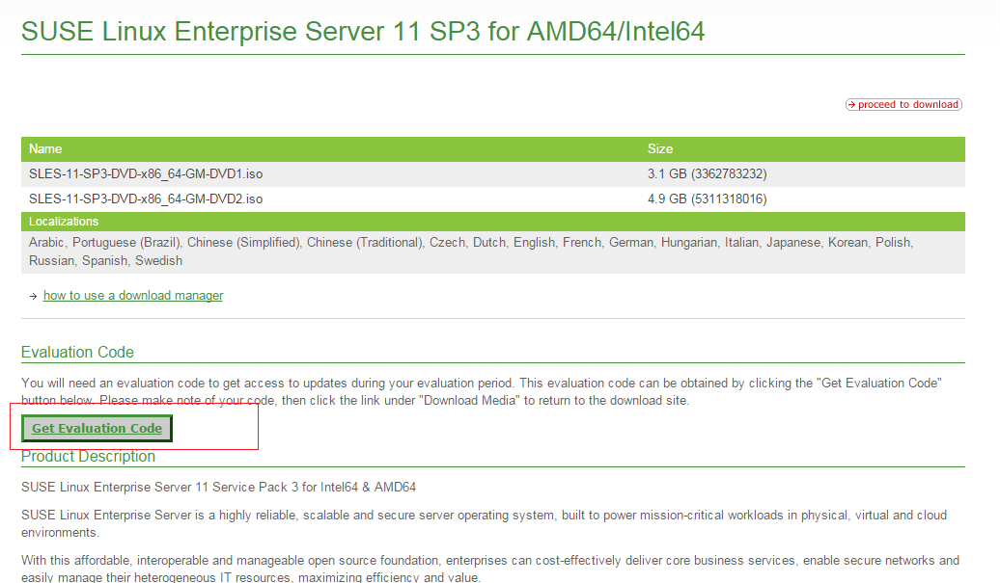 SUSE Linux Enterprise Server 11 SP3 for AMD64/Intel64
proceed to download
Name Size
SLES-11-SP3-DVD-x86_64-GM-DVD1.iso 3.1 GB (3362783232)
SLES-11-SP3-DVD-x86_64-GM-DVD2.iso 4.9 GB (5311318016)
Localizations
Arabic, Portuguese (Brazil), Chinese (Simplified), Chinese (Traditional), Czech, Dutch, English, French, German, Hungarian, Italian, Japanese, Korean, Polish,
Russian, Spanish, Swedish
how to use a download manager
Evaluation Code
You will need an evaluation code to get access to updates during your evaluation period. This evaluation code can be obtained by clicking the "Get Evaluation Code"
button below. Please make note of your code, then click the link under "Download Media" to return to the download site.
Get Evaluation Code
Product Description
SUSE Linux Enterprise Server 11 Service Pack 3 for Intel64 & AMD64
SUSE Linux Enterprise Server is a highly reliable, scalable and secure server operating system, built to power mission-critical workloads in physical, virtual and cloud
environments.
With this affordable, interoperable and manageable open source foundation, enterprises can cost-effectively deliver core business services, enable secure networks and
easily manage their heterogeneous IT resources, maximizing efficiency and value.